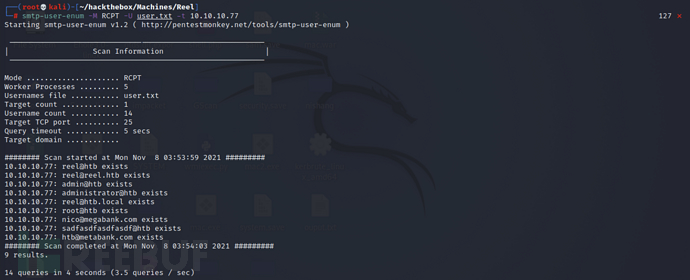 ┌──(root💀kali)-[~/hackthebox/Machines/Reel]
└─# smtp-user-enum -M RCPT -U user.txt -t 10.10.10.77 127 ⨯
Starting smtp-user-enum v1.2 ( http://pentestmonkey.net/tools/smtp-user-enum )
| Scan Information |
Mode ..................... RCPT
Worker Processes ......... 5
Usernames file ........... user.txt
Target count ............. 1
Username count ........... 14
Target TCP port .......... 25
Query timeout ............ 5 secs
Target domain ............
######## Scan started at Mon Nov 8 03:53:59 2021 #########
10.10.10.77: reel@htb exists
10.10.10.77: reel@reel.htb exists
10.10.10.77: admin@htb exists
10.10.10.77: administrator@htb exists
10.10.10.77: reel@htb.local exists
10.10.10.77: root@htb exists
10.10.10.77: nico@megabank.com exists
10.10.10.77: sadfasdfasdfasdf@htb exists
10.10.10.77: htb@metabank.com exists
######## Scan completed at Mon Nov 8 03:54:03 2021 #########
9 results.
REEBUF
14 queries in 4 seconds (3.5 queries / sec)